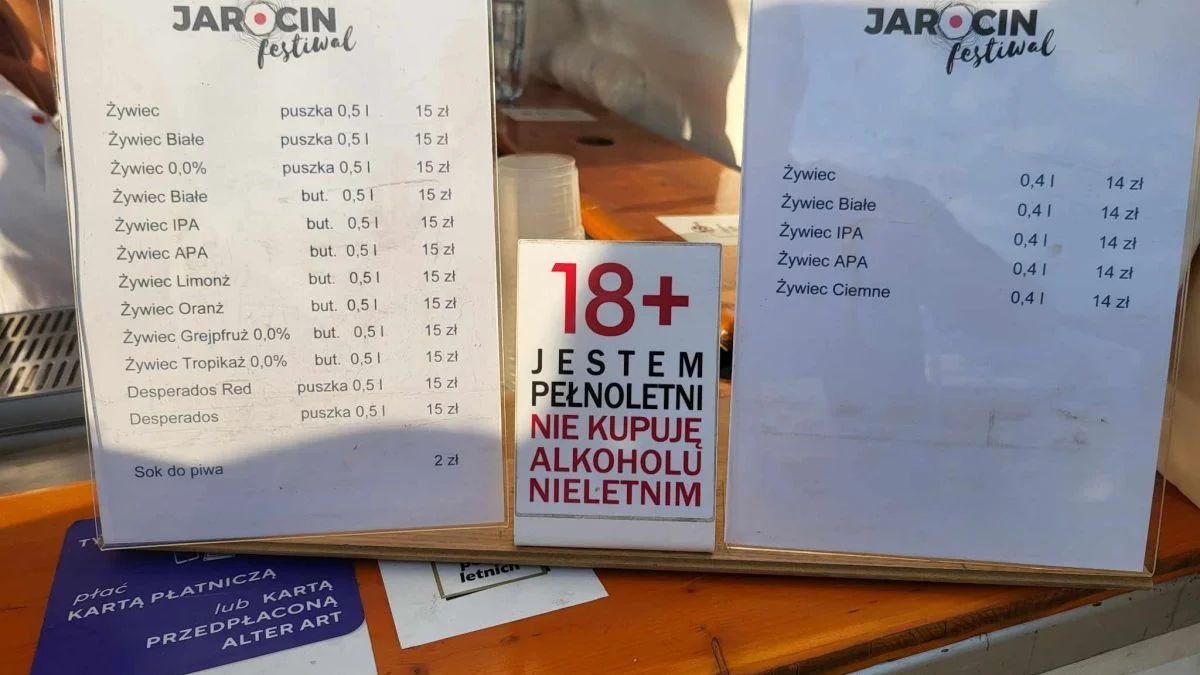 JAROCIN
festiwal
Żywiec puszka 0,5 l 15 zł
Żywiec Białe puszka 0,5 l 15 zł
Żywiec 0,0% puszka 0,5 l 15 zł
Żywiec Białe but. 0,5 l 15 zł
Żywiec IPA but. 0,5 l 15 zł
Żywiec APA but. 0,5 l 15 zł
Żywiec Limonż but. 0,5 l 15 zł
Żywiec Oranż but. 0,5 l 15 zł
Żywiec Grejpfruż 0,0% but. 0,5 l 15 zł
Żywiec Tropikaż 0,0% but. 0,5 l 15 zł
Desperados Red puszka 0,5 l 15 zł
Desperados puszka 0,5 l 15 zł
Sok do piwa 2 zł
18+
JESTEM
PEŁNOLETNI
NIE KUPUJĘ
ALKOHOLU
NIELETNIM
JAROCIN
festiwal
Żywiec 0,4 l 14 zł
Żywiec Białe 0,4 l 14 zł
Żywiec IPA 0,4 l 14 zł
Żywiec APA 0,4 l 14 zł
Żywiec Ciemne 0,4 l 14 zł
płać
KARTĄ PŁATNICZĄ
lub KARTĄ
PRZEDPŁACONĄ
ALTER ART
letnich